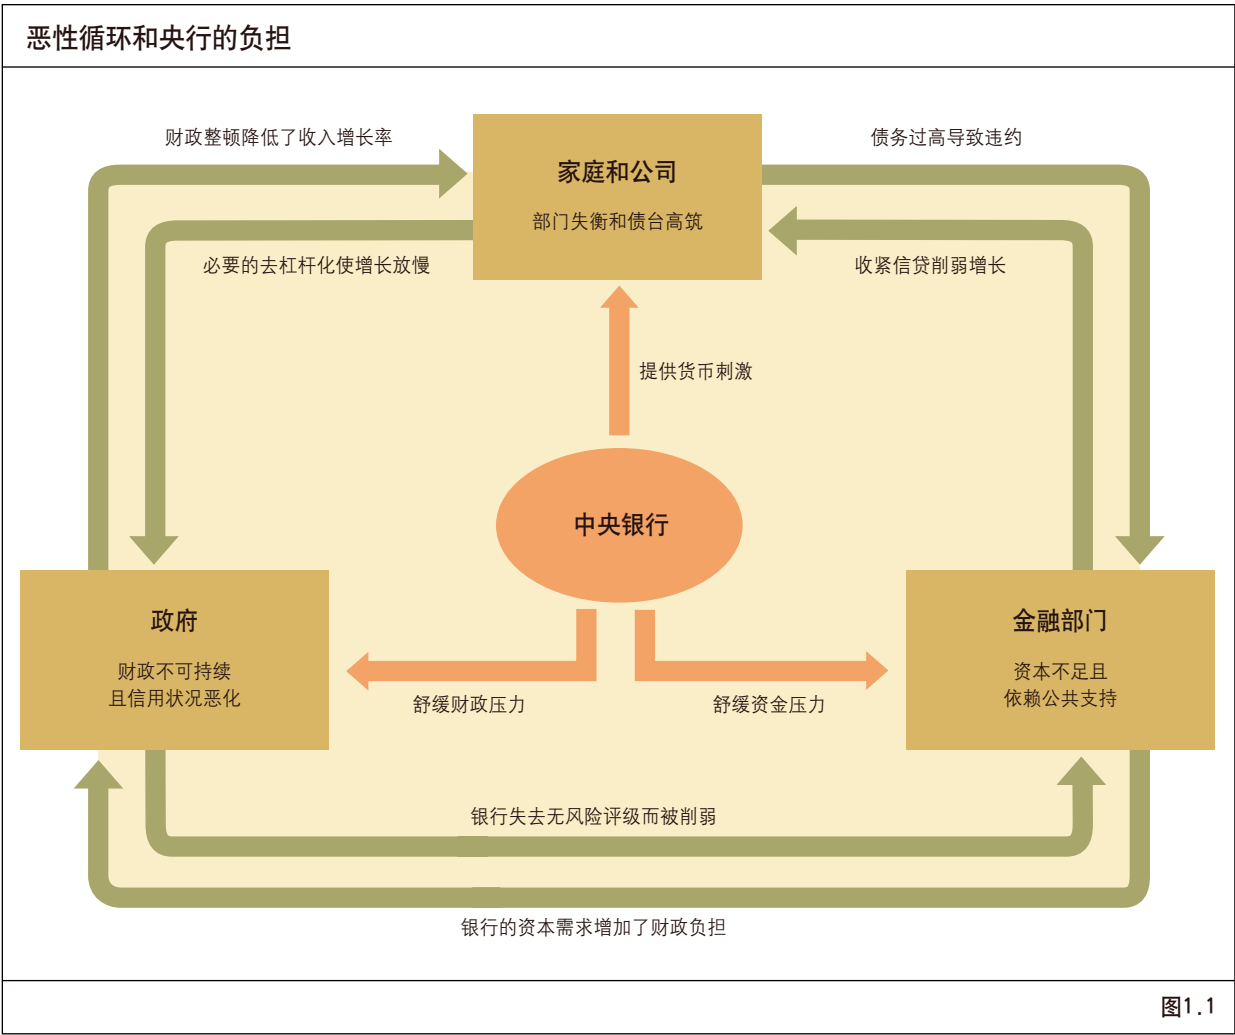 恶性循环和央行的负担
财政整顿降低了收入增长率
债务过高导致违约
家庭和公司
部门失衡和债台高筑
必要的去杠杆化使增长放慢
收紧信贷削弱增长
提供货币刺激
中央银行
政府
财政不可持续
且信用状况恶化
金融部门
资本不足且
依赖公共支持
舒缓财政压力
舒缓资金压力
银行失去无风险评级而被削弱
银行的资本需求增加了财政负担
图1.1